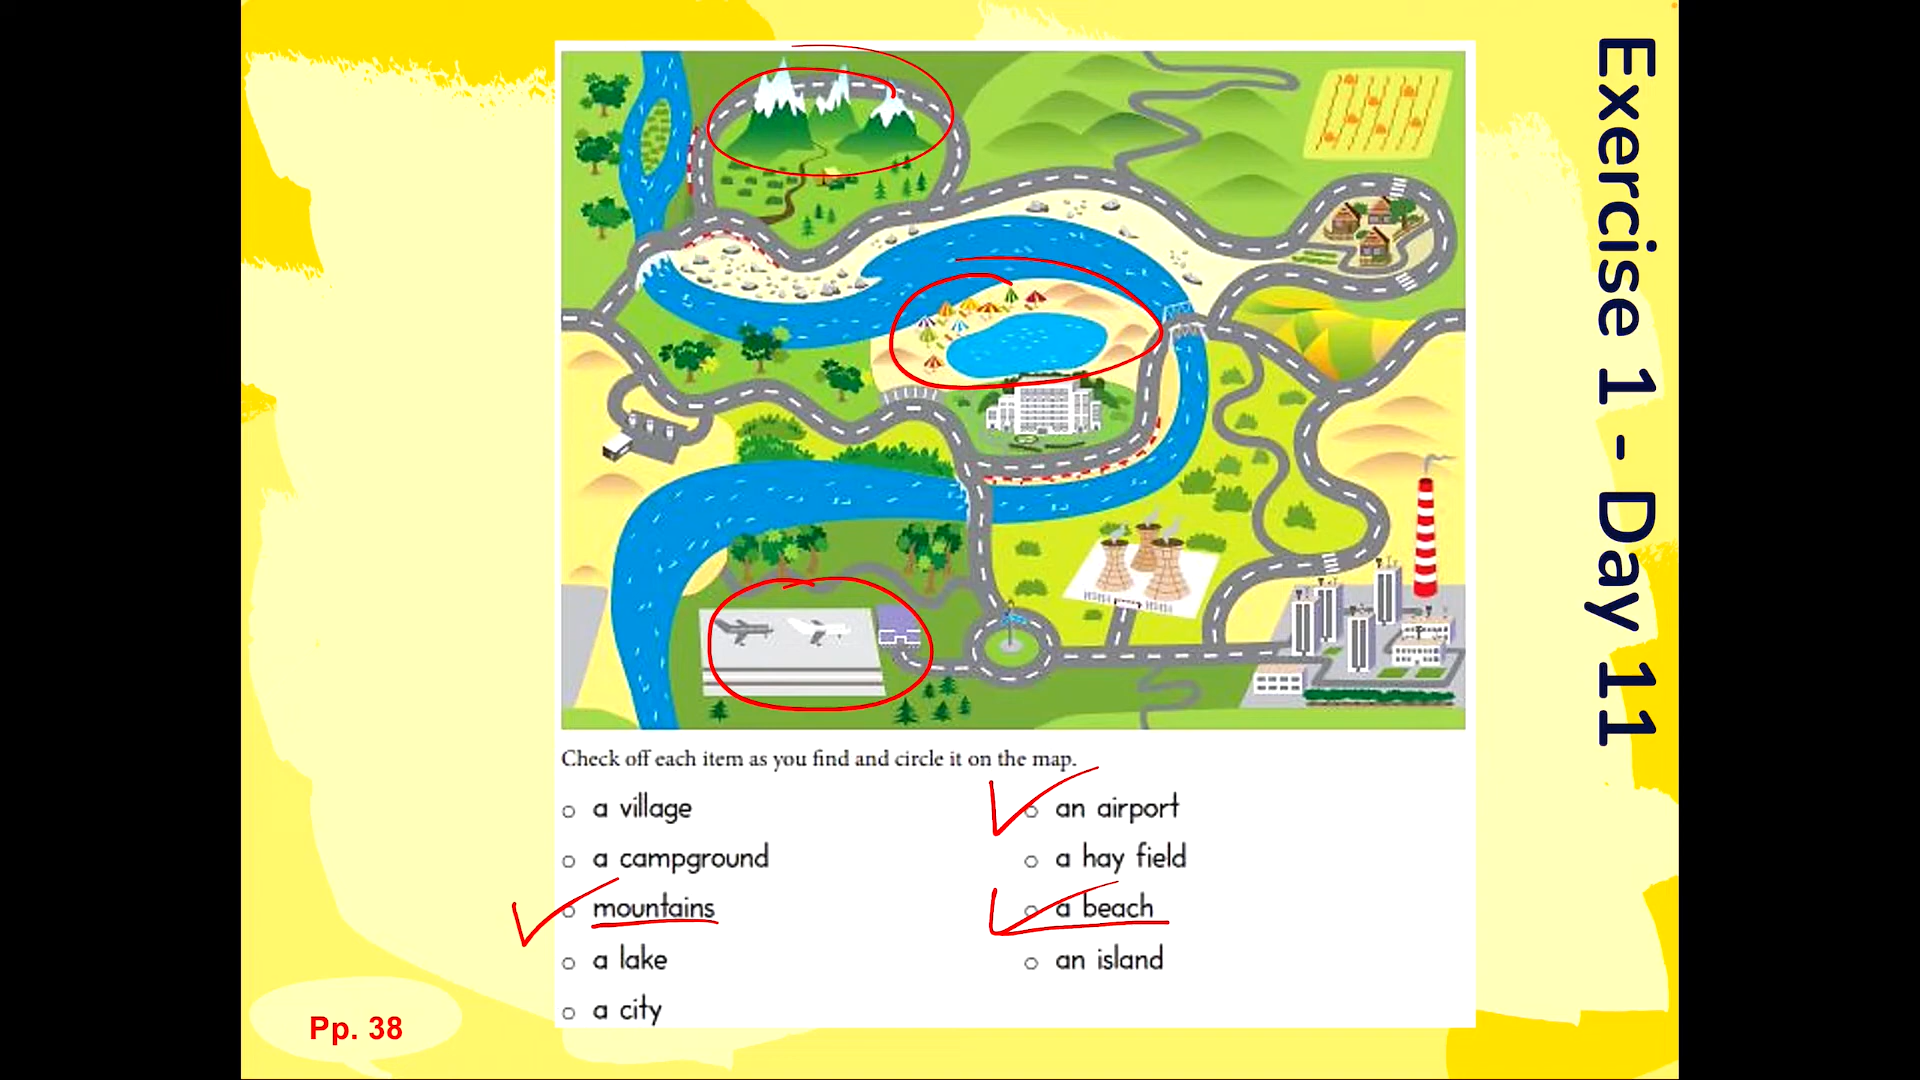 Exercise 1 - Day 11
Check off each item as you find and circle it on the map.
a village
a campground
mountains
a lake
a city
an airport
a hay field
a beach
an island
Pp. 38